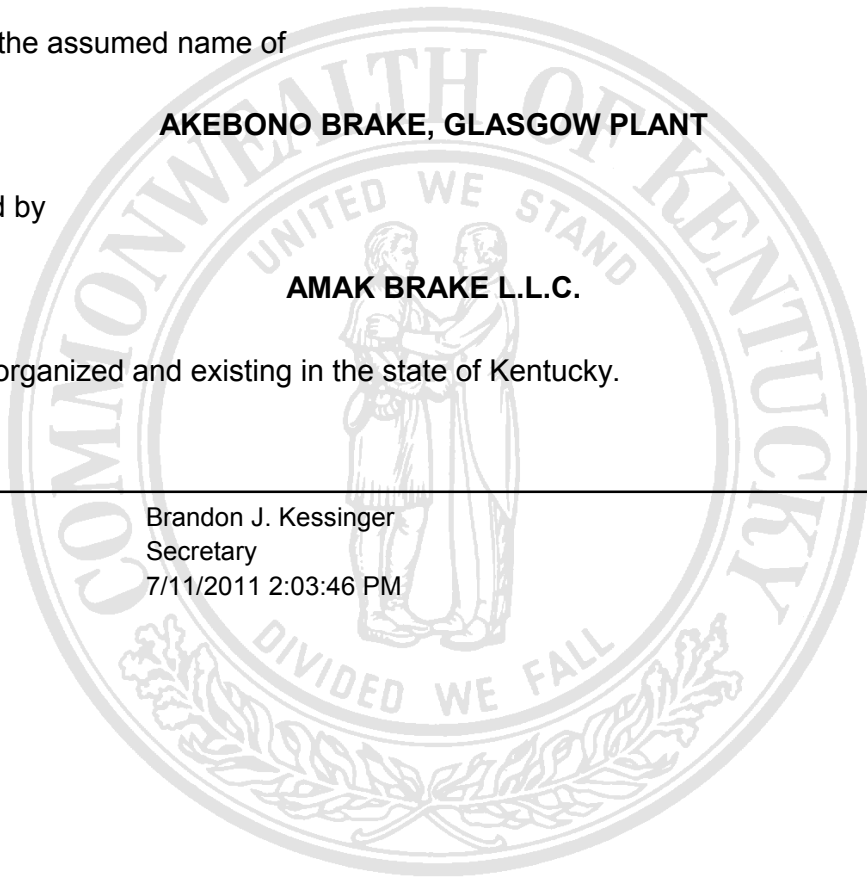 the assumed name of
AKEBONO BRAKE, GLASGOW PLANT
d by
AMAK BRAKE L.L.C.
organized and existing in the state of Kentucky.
Brandon J. Kessinger
Secretary
7/11/2011 2:03:46 PM
COMMONWEALTH OF KENTUCKY
UNITED WE STAND
DIVIDED WE FALL